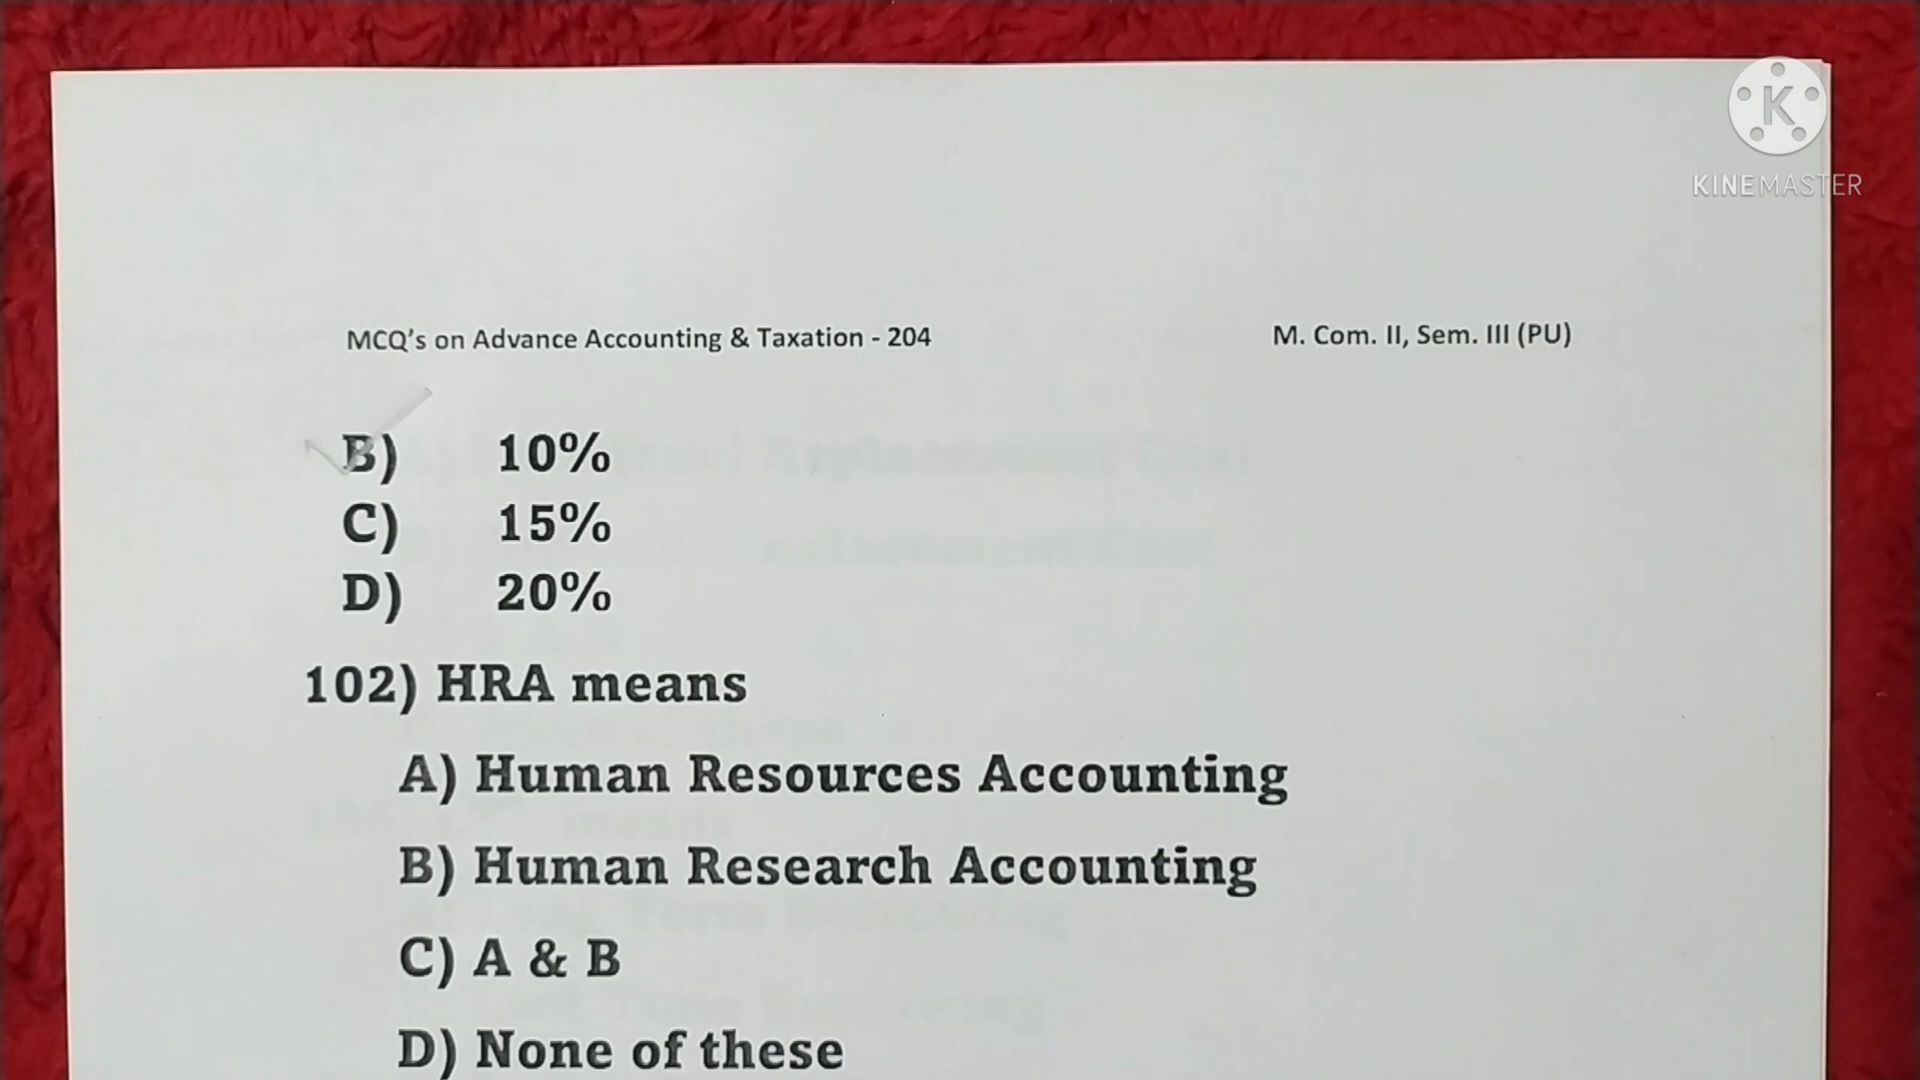 K
KINEMASTER
MCQ's on Advance Accounting & Taxation - 204 M. Com. II, Sem. III (PU)
B) 10%
C) 15%
D) 20%
102) HRA means
A) Human Resources Accounting
B) Human Research Accounting
C) A & B
D) None of these